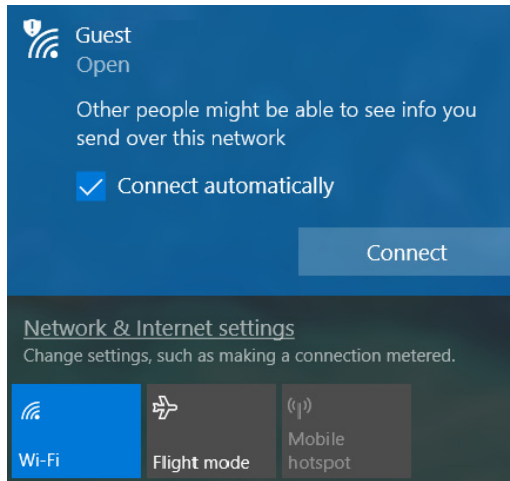 Guest
Open
Other people might be able to see info you
send over this network
Connect automatically
Connect
Network & Internet settings
Change settings, such as making a connection metered.
Wi-Fi
Flight mode
Mobile
hotspot